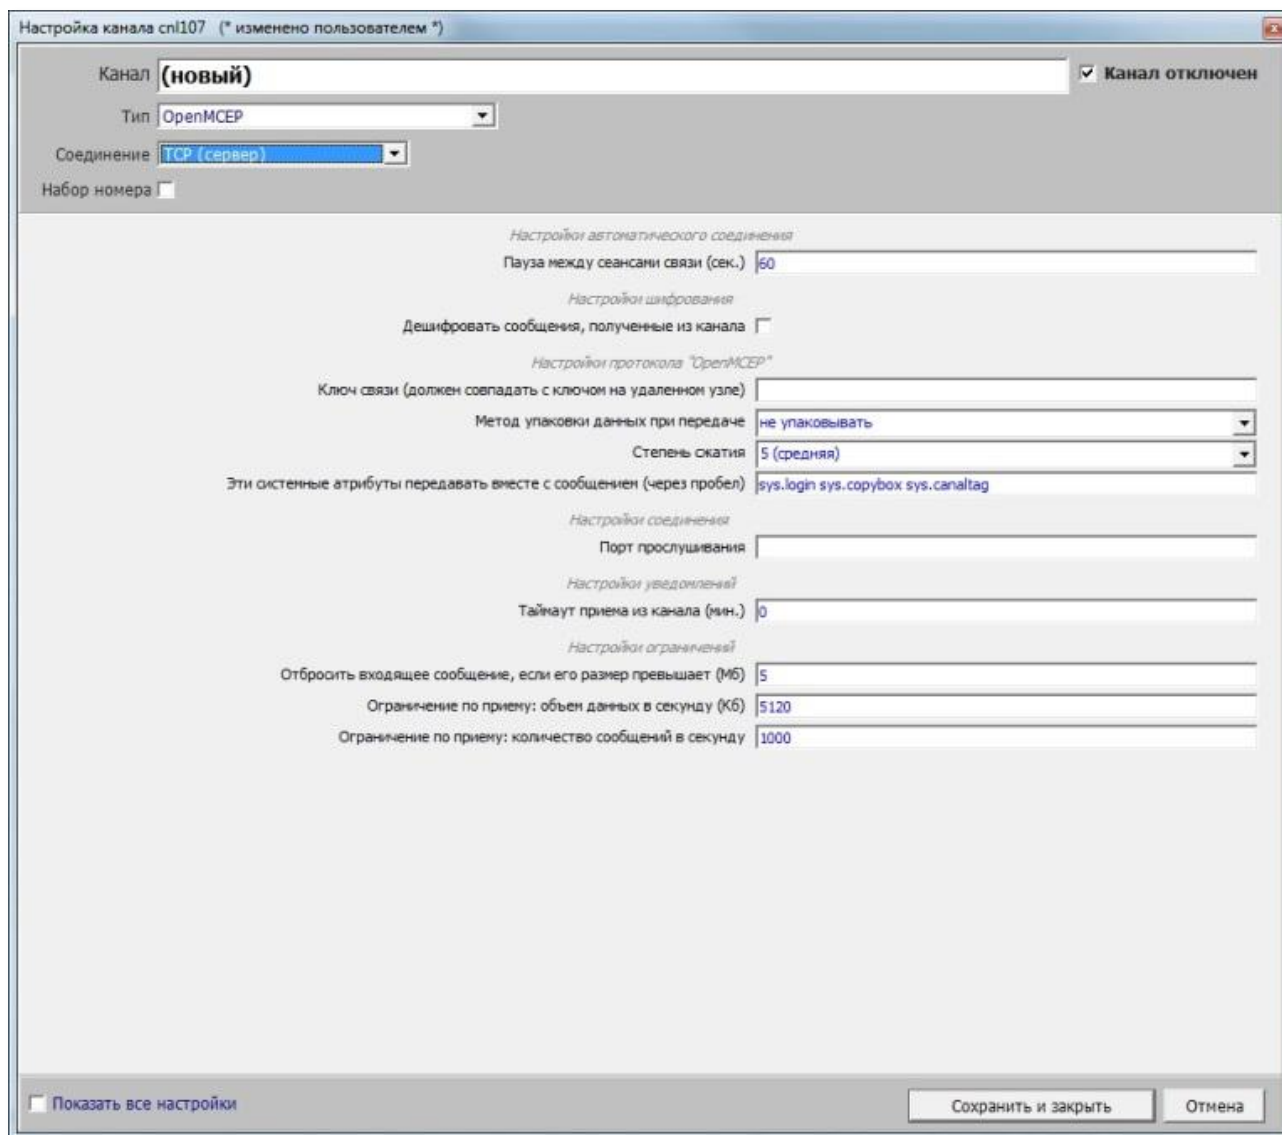 Настройка канала cnl107 (* изменено пользователем *)
Канал (новый) Канал отключен
Тип OpenMCEP
Соединение TCP (сервер)
Набор номера
Настройки автоматического соединения
Пауза между сеансами связи (сек.) 60
Настройки шифрования
Дешифровать сообщения, полученные из канала
Настройки протокола "OpenMCEP"
Ключ связи (должен совпадать с ключом на удаленном узле)
Метод упаковки данных при передаче не упаковывать
Степень сжатия 5 (средняя)
Эти системные атрибуты передавать вместе с сообщением (через пробел) sys.login sys.copybox sys.canaltag
Настройки соединения
Порт прослушивания
Настройки уведомлений
Таймаут приема из канала (мин.) 0
Настройки ограничений
Отбросить входящее сообщение, если его размер превышает (Мб) 5
Ограничение по приему: объем данных в секунду (Кб) 5120
Ограничение по приему: количество сообщений в секунду 1000
Показать все настройки Сохранить и закрыть Отмена